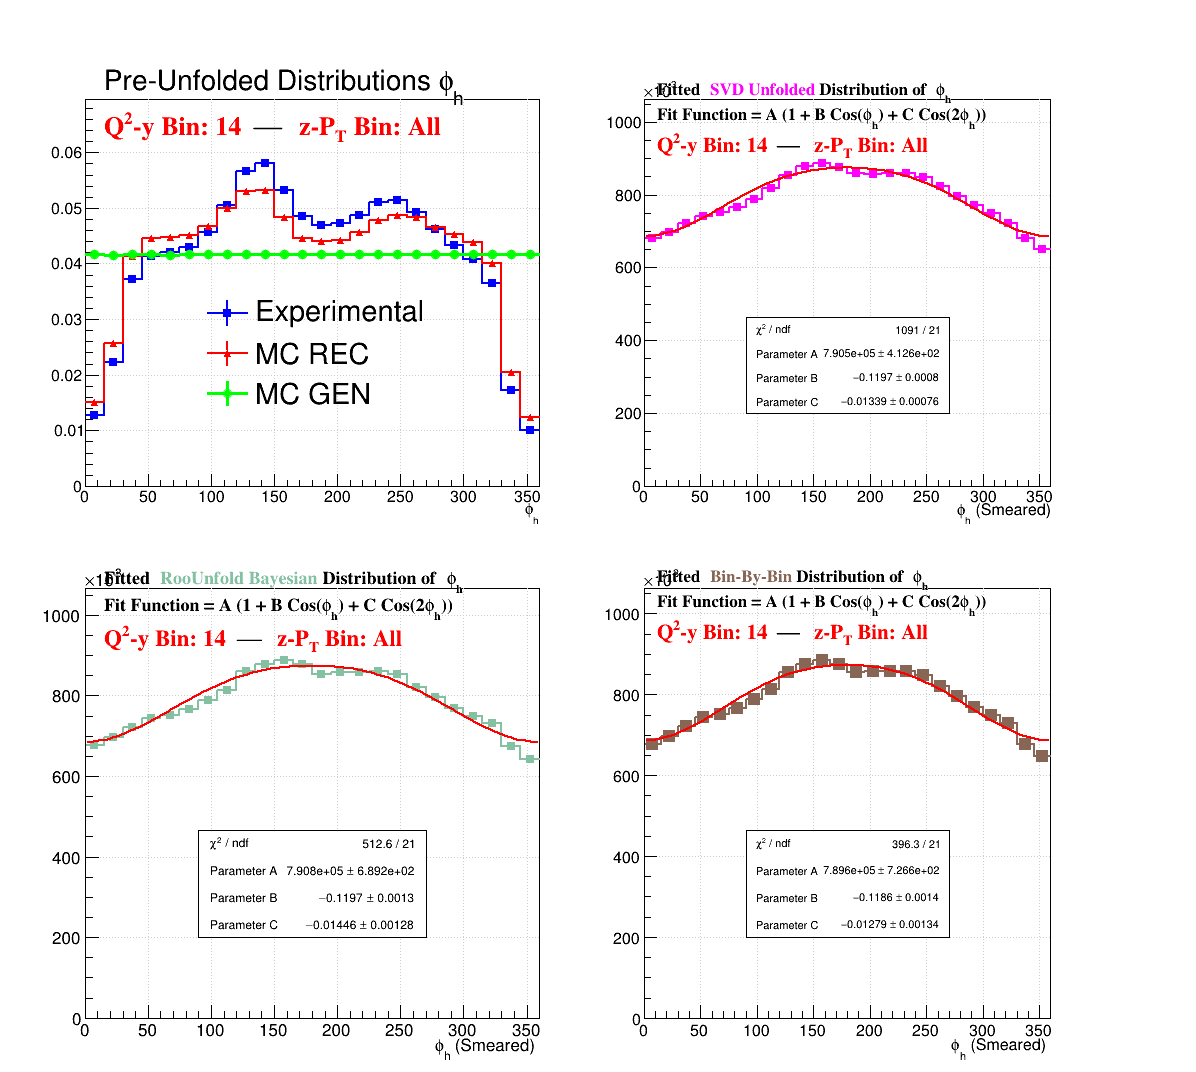 Pre-Unfolded Distributions ϕh
Q²-y Bin: 14 — z-PT Bin: All
0.06
0.05
0.04
0.03
0.02
0.01
0
Experimental
MC REC
MC GEN
0 50 100 150 200 250 300 350
ϕh
Fitted SVD Unfolded Distribution of ϕh
Fit Function = A (1 + B Cos(ϕh) + C Cos(2ϕh))
Q²-y Bin: 14 — z-PT Bin: All
1000
800
600
400
200
0
χ² / ndf 1091 / 21
Parameter A 7.905e+05 ± 4.126e+02
Parameter B −0.1197 ± 0.0008
Parameter C −0.01339 ± 0.00076
0 50 100 150 200 250 300 350
ϕh (Smeared)
Fitted RooUnfold Bayesian Distribution of ϕh
Fit Function = A (1 + B Cos(ϕh) + C Cos(2ϕh))
Q²-y Bin: 14 — z-PT Bin: All
1000
800
600
400
200
0
χ² / ndf 512.6 / 21
Parameter A 7.908e+05 ± 6.892e+02
Parameter B −0.1197 ± 0.0013
Parameter C −0.01446 ± 0.00128
0 50 100 150 200 250 300 350
ϕh (Smeared)
Fitted Bin-By-Bin Distribution of ϕh
Fit Function = A (1 + B Cos(ϕh) + C Cos(2ϕh))
Q²-y Bin: 14 — z-PT Bin: All
1000
800
600
400
200
0
χ² / ndf 396.3 / 21
Parameter A 7.896e+05 ± 7.266e+02
Parameter B −0.1186 ± 0.0014
Parameter C −0.01279 ± 0.00134
0 50 100 150 200 250 300 350
ϕh (Smeared)